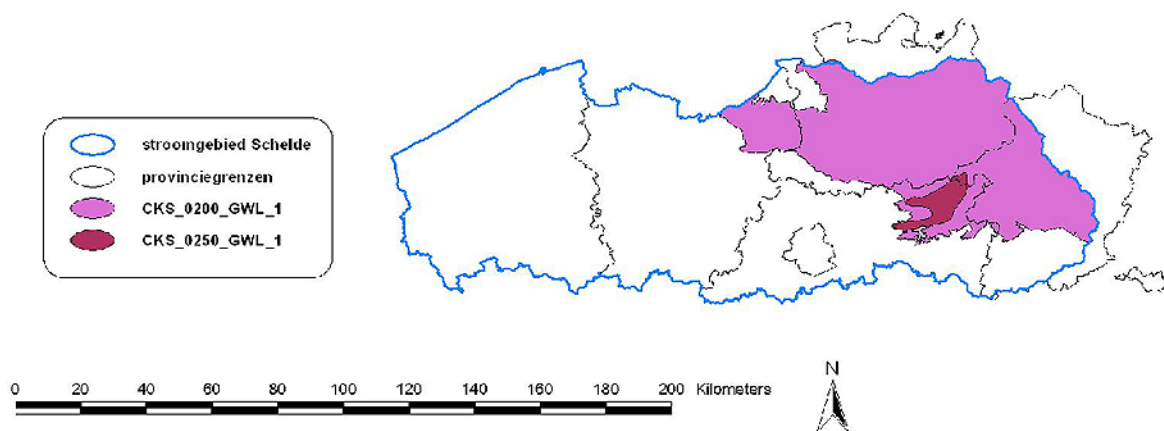 stroomgebied Schelde
provinciegrenzen
CKS_0200_GWL_1
CKS_0250_GWL_1
0 20 40 60 80 100 120 140 160 180 200 Kilometers
N